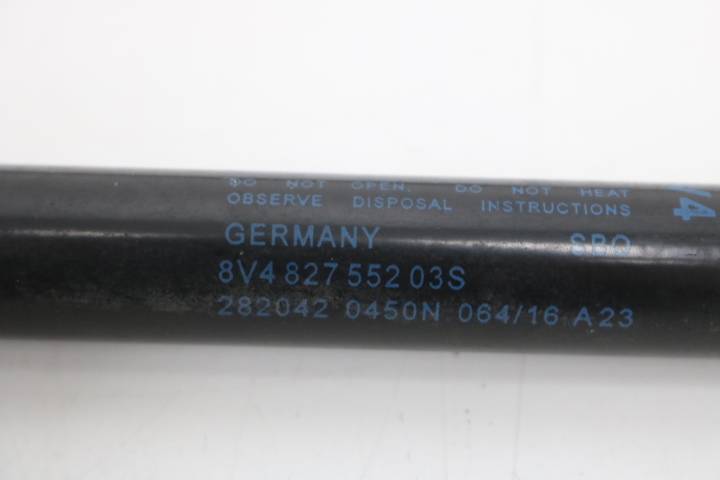 DO NOT OPEN. DO NOT HEAT
OBSERVE DISPOSAL INSTRUCTIONS
GERMANY SBO
8V4 827 552 03S
282042 0450N 064/16 A23
V4